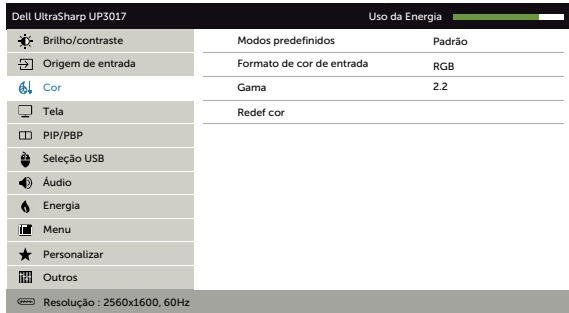 Dell UltraSharp UP3017 Uso da Energia
Brilho/contraste Modos predefinidos Padrão
Origem de entrada Formato de cor de entrada RGB
Cor Gama 2.2
Tela Redef cor
PIP/PBP
Seleção USB
Áudio
Energia
Menu
Personalizar
Outros
Resolução : 2560x1600, 60Hz